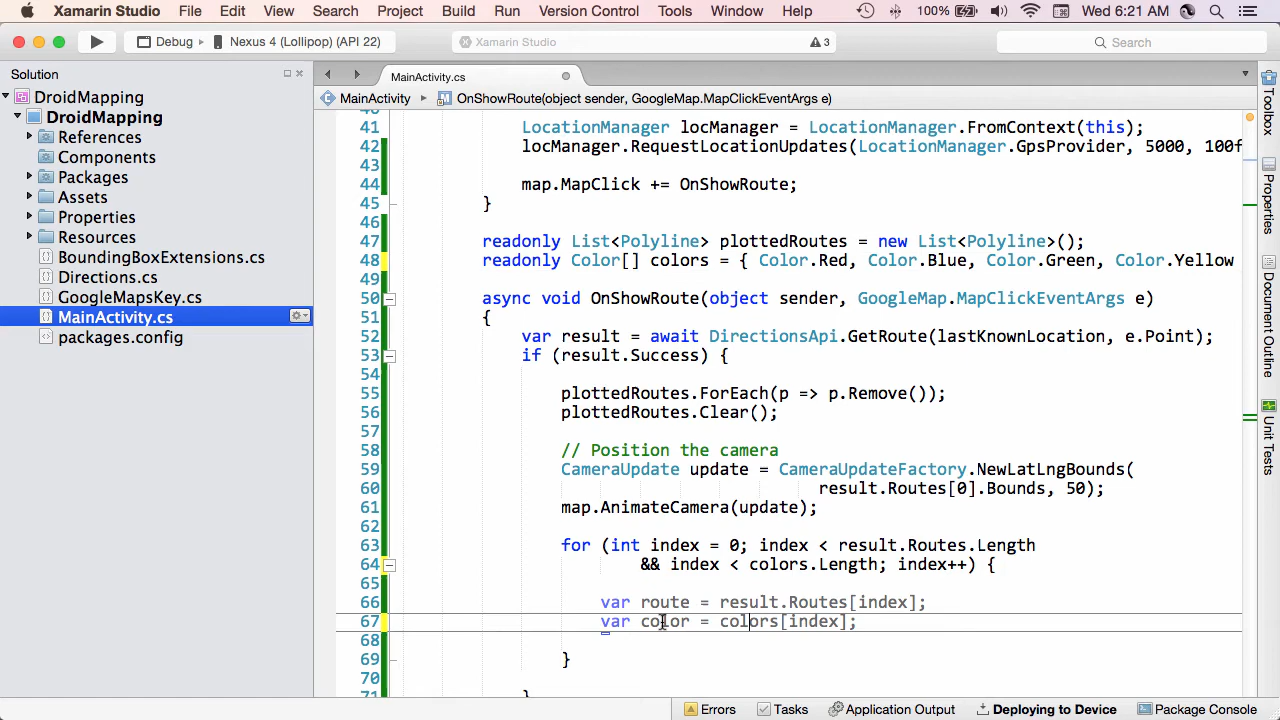 Xamarin Studio File Edit View Search Project Build Run Version Control Tools Window Help 100% Wed 6:21 AM
Debug Nexus 4 (Lollipop) (API 22) Xamarin Studio 3 Search
Solution
MainActivity.cs
DroidMapping
DroidMapping
References
Components
Packages
Assets
Properties
Resources
BoundingBoxExtensions.cs
Directions.cs
GoogleMapsKey.cs
MainActivity.cs
packages.config
MainActivity OnShowRoute(object sender, GoogleMap.MapClickEventArgs e)
41 LocationManager locManager = LocationManager.FromContext(this);
42 locManager.RequestLocationUpdates(LocationManager.GpsProvider, 5000, 100f
43
44 map.MapClick += OnShowRoute;
45 }
46
47 readonly List<Polyline> plottedRoutes = new List<Polyline>();
48 readonly Color[] colors = { Color.Red, Color.Blue, Color.Green, Color.Yellow
49
50 async void OnShowRoute(object sender, GoogleMap.MapClickEventArgs e)
51 {
52 var result = await DirectionsApi.GetRoute(lastKnownLocation, e.Point);
53 if (result.Success) {
54
55 plottedRoutes.ForEach(p => p.Remove());
56 plottedRoutes.Clear();
57
58 // Position the camera
59 CameraUpdate update = CameraUpdateFactory.NewLatLngBounds(
60 result.Routes[0].Bounds, 50);
61 map.AnimateCamera(update);
62
63 for (int index = 0; index < result.Routes.Length
64 && index < colors.Length; index++) {
65
66 var route = result.Routes[index];
67 var color = colors[index];
68
69 }
70
71 }
Toolbox
Properties
Document Outline
Unit Tests
Errors Tasks Application Output Deploying to Device Package Console